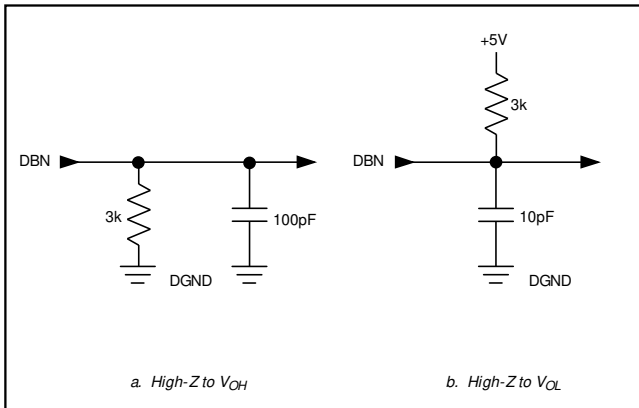 +5V
3k
DBN
DBN
3k
100pF
10pF
DGND
DGND
a. High-Z to VOH
b. High-Z to VOL